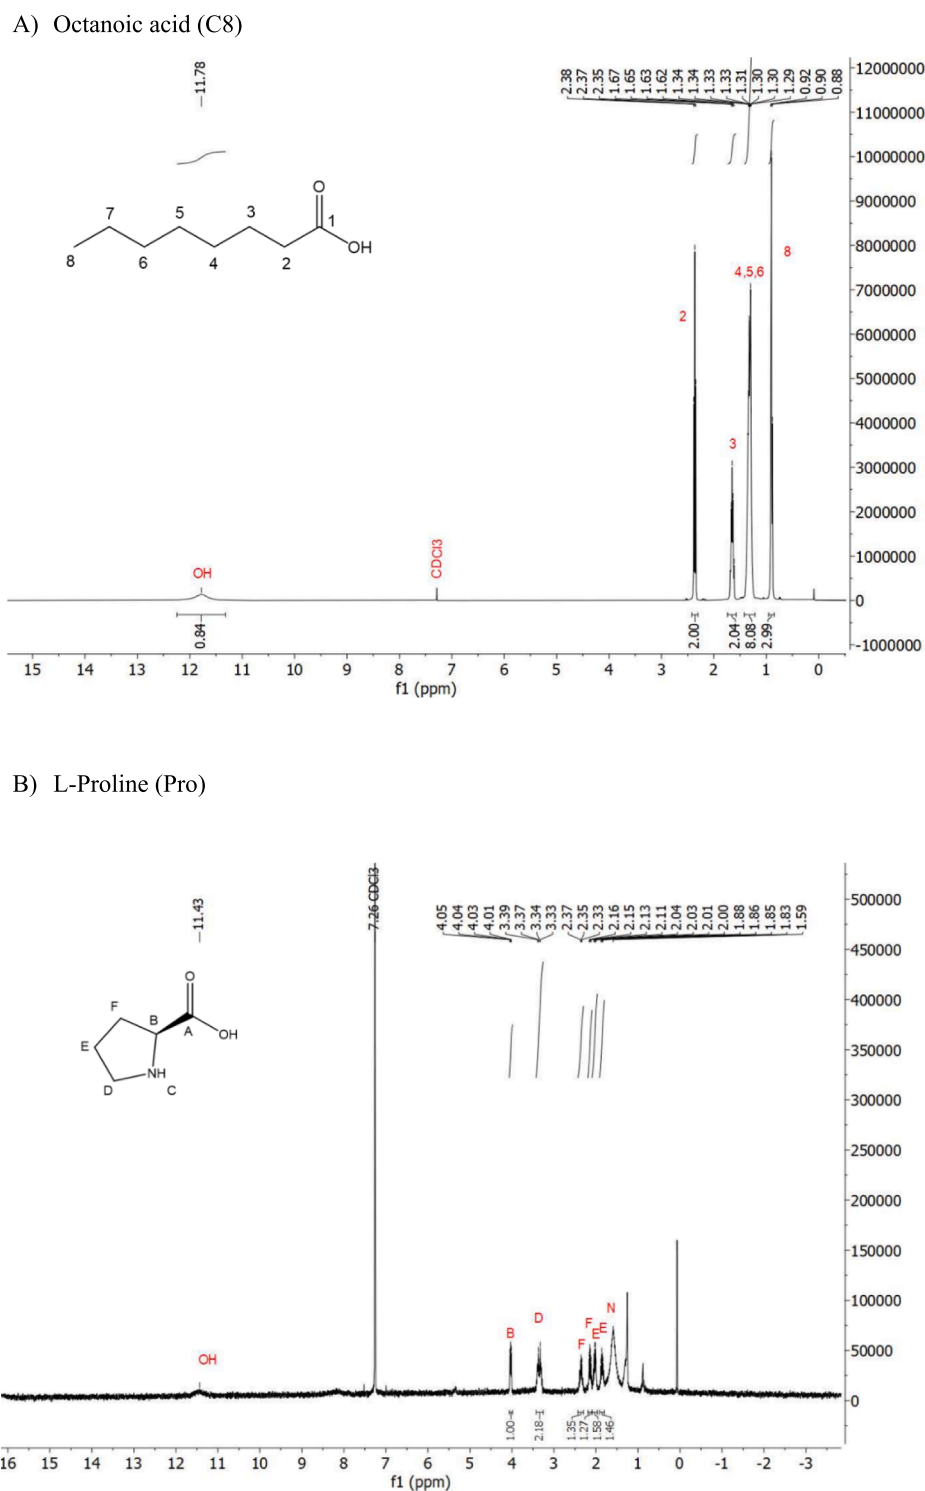 A) Octanoic acid (C8)
11.78
2.38 2.37 2.35 1.67 1.65 1.63 1.62 1.34 1.34 1.33 1.33 1.31 1.30 1.30 1.29 0.92 0.90 0.88
12000000
11000000
10000000
9000000
8000000
7000000
6000000
5000000
4000000
3000000
2000000
1000000
0
-1000000
O
7 5 3 1
OH
8 6 4 2
8
4,5,6
2
3
CDCl3
OH
0.84 2.00 2.04 8.08 2.99
15 14 13 12 11 10 9 8 7 6 5 4 3 2 1 0
f1 (ppm)
B) L-Proline (Pro)
11.43
7.26 CDCl3
4.05 4.04 4.03 4.01 3.39 3.37 3.34 3.33 2.37 2.35 2.33 2.16 2.15 2.13 2.11 2.04 2.03 2.01 2.00 1.88 1.86 1.85 1.83 1.59
500000
450000
400000
350000
300000
250000
200000
150000
100000
50000
0
O
F B
A OH
E
NH
D C
OH
B D F F E E N
1.00 2.18 1.35 1.27 1.58 1.46
16 15 14 13 12 11 10 9 8 7 6 5 4 3 2 1 0 -1 -2 -3
f1 (ppm)